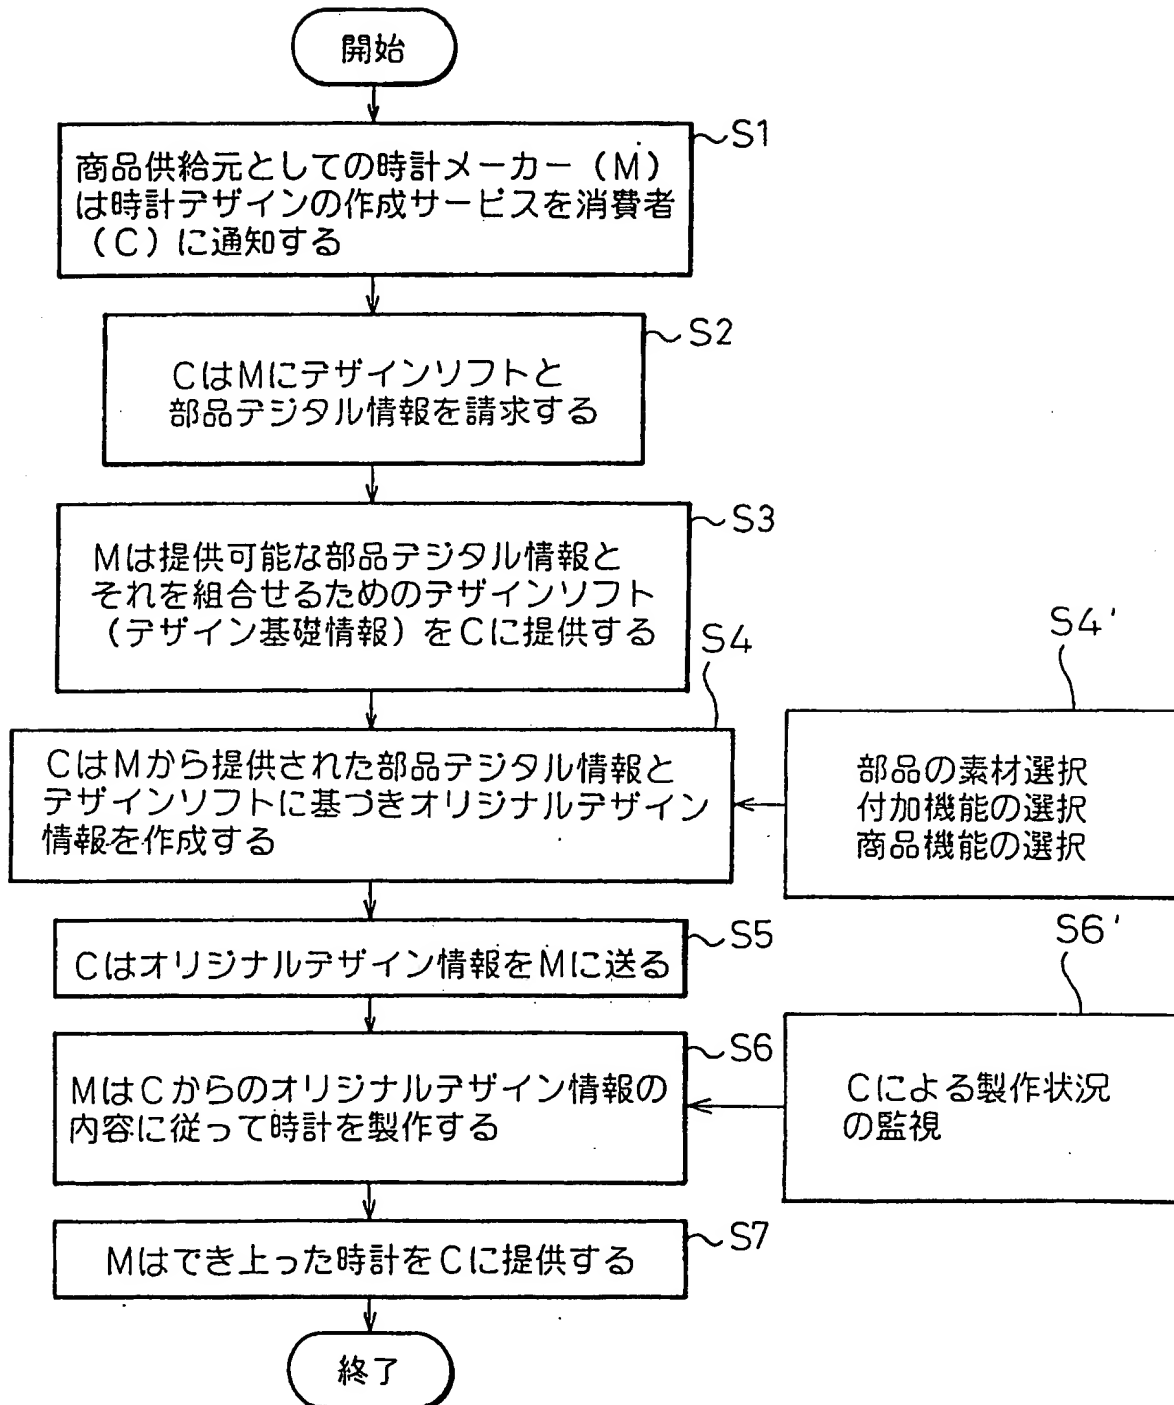 開始
S1
商品供給元としての時計メーカー（M）
は時計デザインの作成サービスを消費者
（C）に通知する
S2
CはMにデザインソフトと
部品デジタル情報を請求する
S3
Mは提供可能な部品デジタル情報と
それを組合せるためのデザインソフト
（デザイン基礎情報）をCに提供する
S4
CはMから提供された部品デジタル情報と
デザインソフトに基づきオリジナルデザイン
情報を作成する
S4'
部品の素材選択
付加機能の選択
商品機能の選択
S5
Cはオリジナルデザイン情報をMに送る
S6
MはCからのオリジナルデザイン情報の
内容に従って時計を製作する
S6'
Cによる製作状況
の監視
S7
Mはでき上った時計をCに提供する
終了